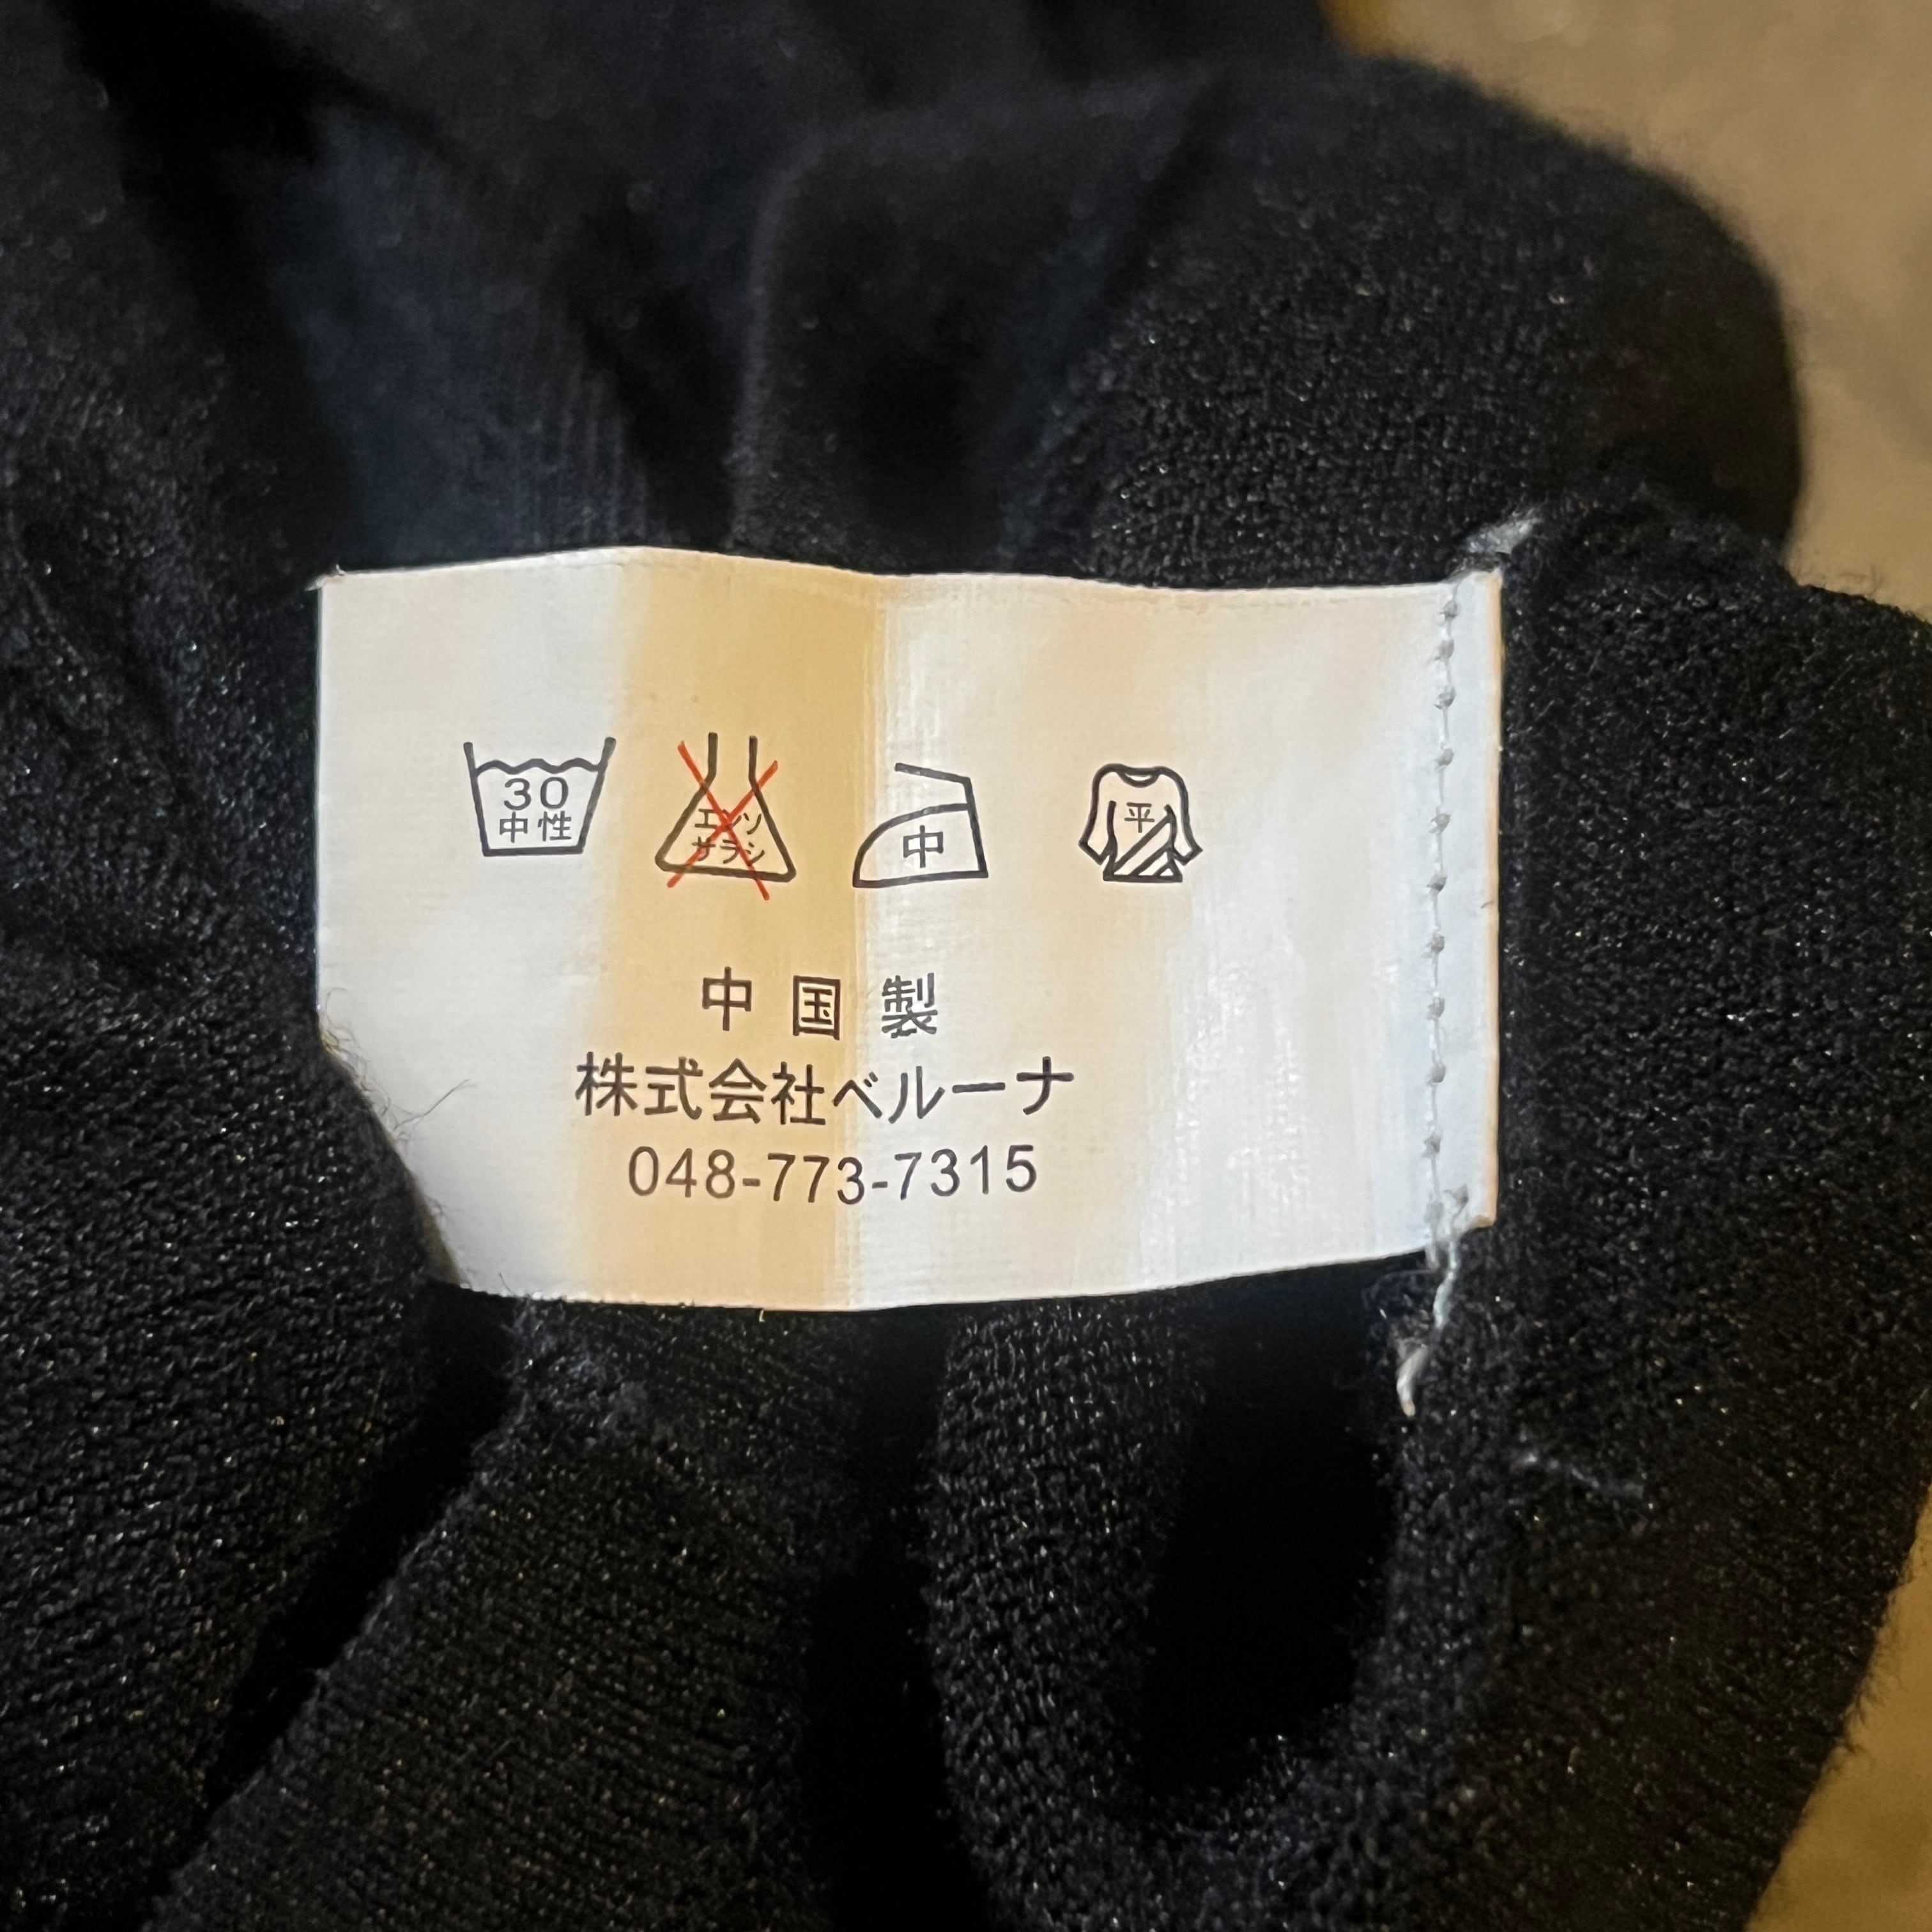 30
中性
エンソ
サラシ
中
平
中国製
株式会社ベルーナ
048-773-7315